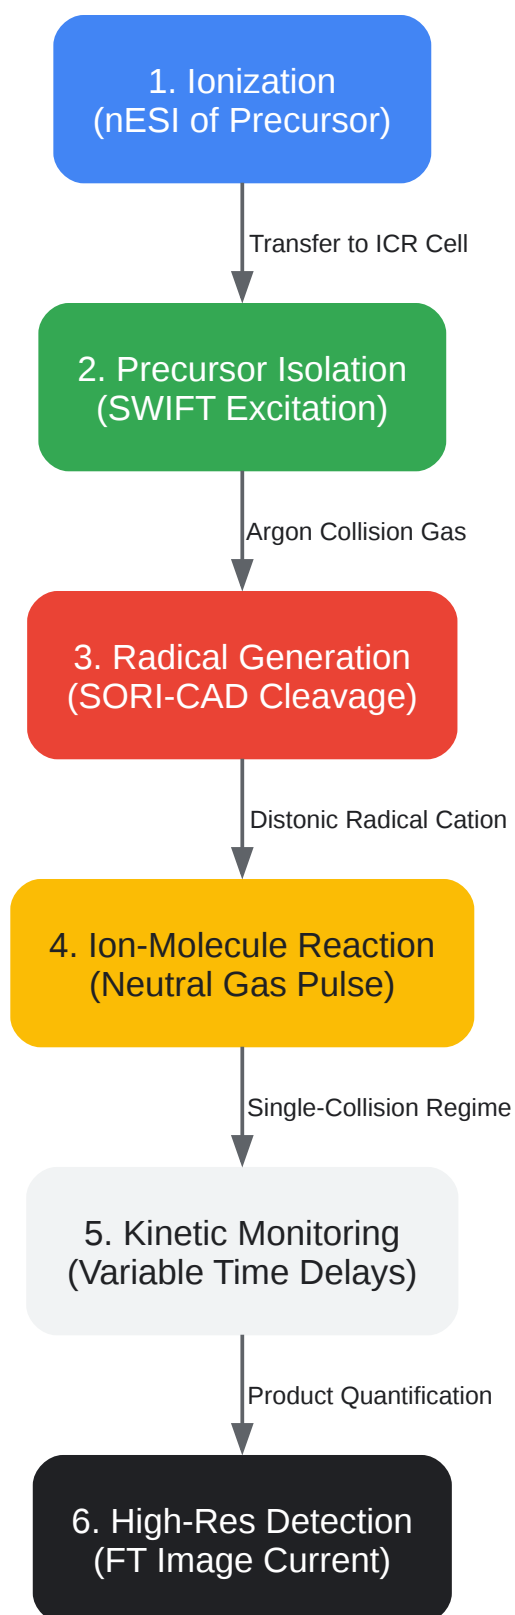 1. Ionization
(nESI of Precursor)
Transfer to ICR Cell
2. Precursor Isolation
(SWIFT Excitation)
Argon Collision Gas
3. Radical Generation
(SORI-CAD Cleavage)
Distonic Radical Cation
4. Ion-Molecule Reaction
(Neutral Gas Pulse)
Single-Collision Regime
5. Kinetic Monitoring
(Variable Time Delays)
Product Quantification
6. High-Res Detection
(FT Image Current)